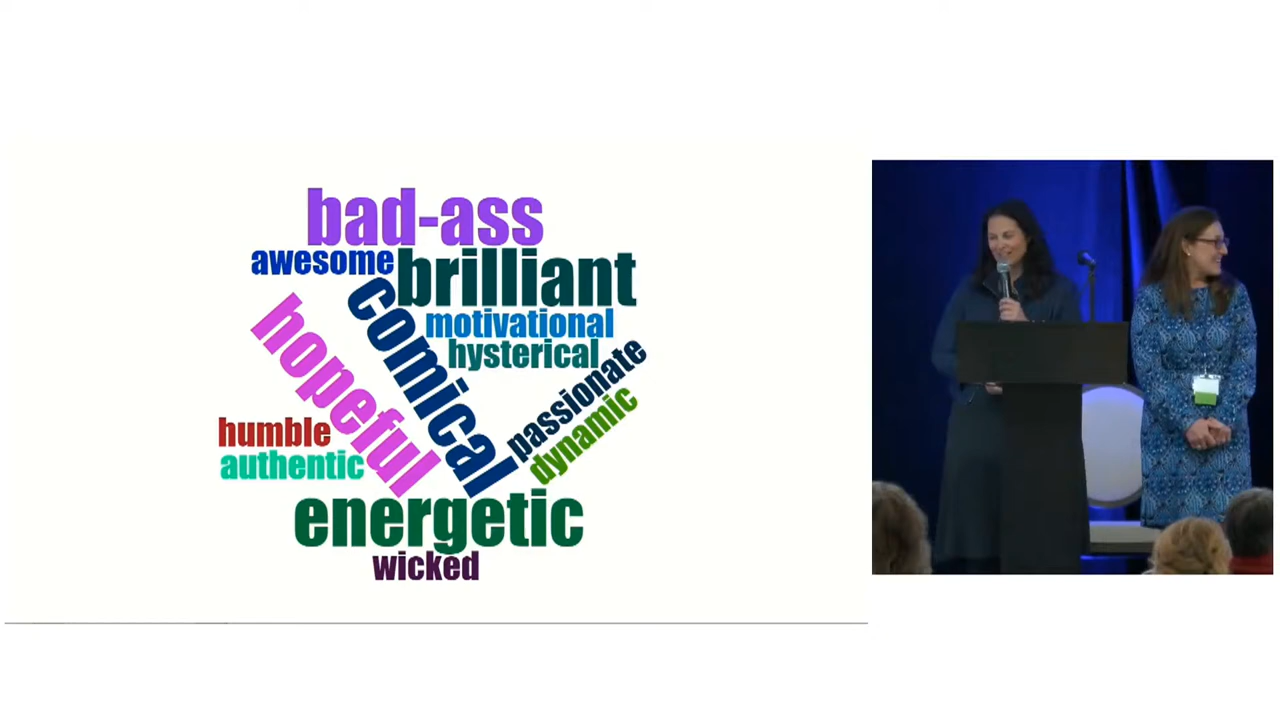 bad-ass
awesome
brilliant
comical
hopeful
motivational
hysterical
passionate
dynamic
humble
authentic
energetic
wicked